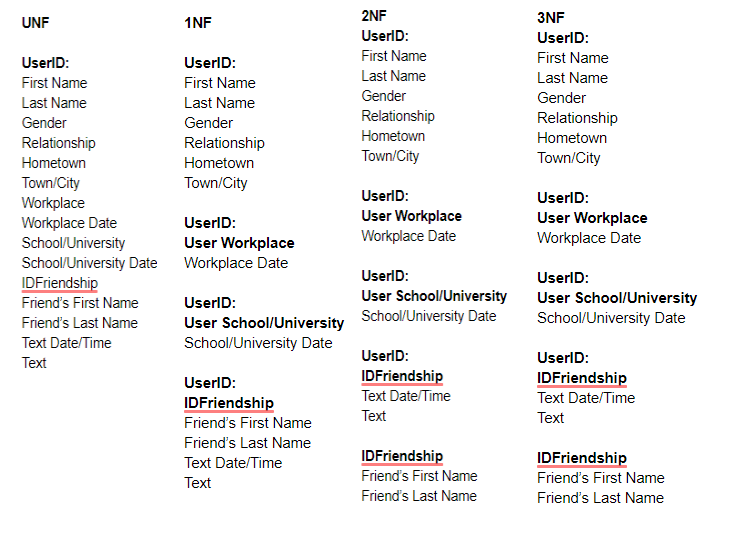 UNF
UserID:
First Name
Last Name
Gender
Relationship
Hometown
Town/City
Workplace
Workplace Date
School/University
School/University Date
IDFriendship
Friend's First Name
Friend's Last Name
Text Date/Time
Text
1NF
UserID:
First Name
Last Name
Gender
Relationship
Hometown
Town/City
UserID:
User Workplace
Workplace Date
UserID:
User School/University
School/University Date
UserID:
IDFriendship
Friend's First Name
Friend's Last Name
Text Date/Time
Text
2NF
UserID:
First Name
Last Name
Gender
Relationship
Hometown
Town/City
UserID:
User Workplace
Workplace Date
UserID:
User School/University
School/University Date
UserID:
IDFriendship
Text Date/Time
Text
IDFriendship
Friend's First Name
Friend's Last Name
3NF
UserID:
First Name
Last Name
Gender
Relationship
Hometown
Town/City
UserID:
User Workplace
Workplace Date
UserID:
User School/University
School/University Date
UserID:
IDFriendship
Text Date/Time
Text
IDFriendship
Friend's First Name
Friend's Last Name